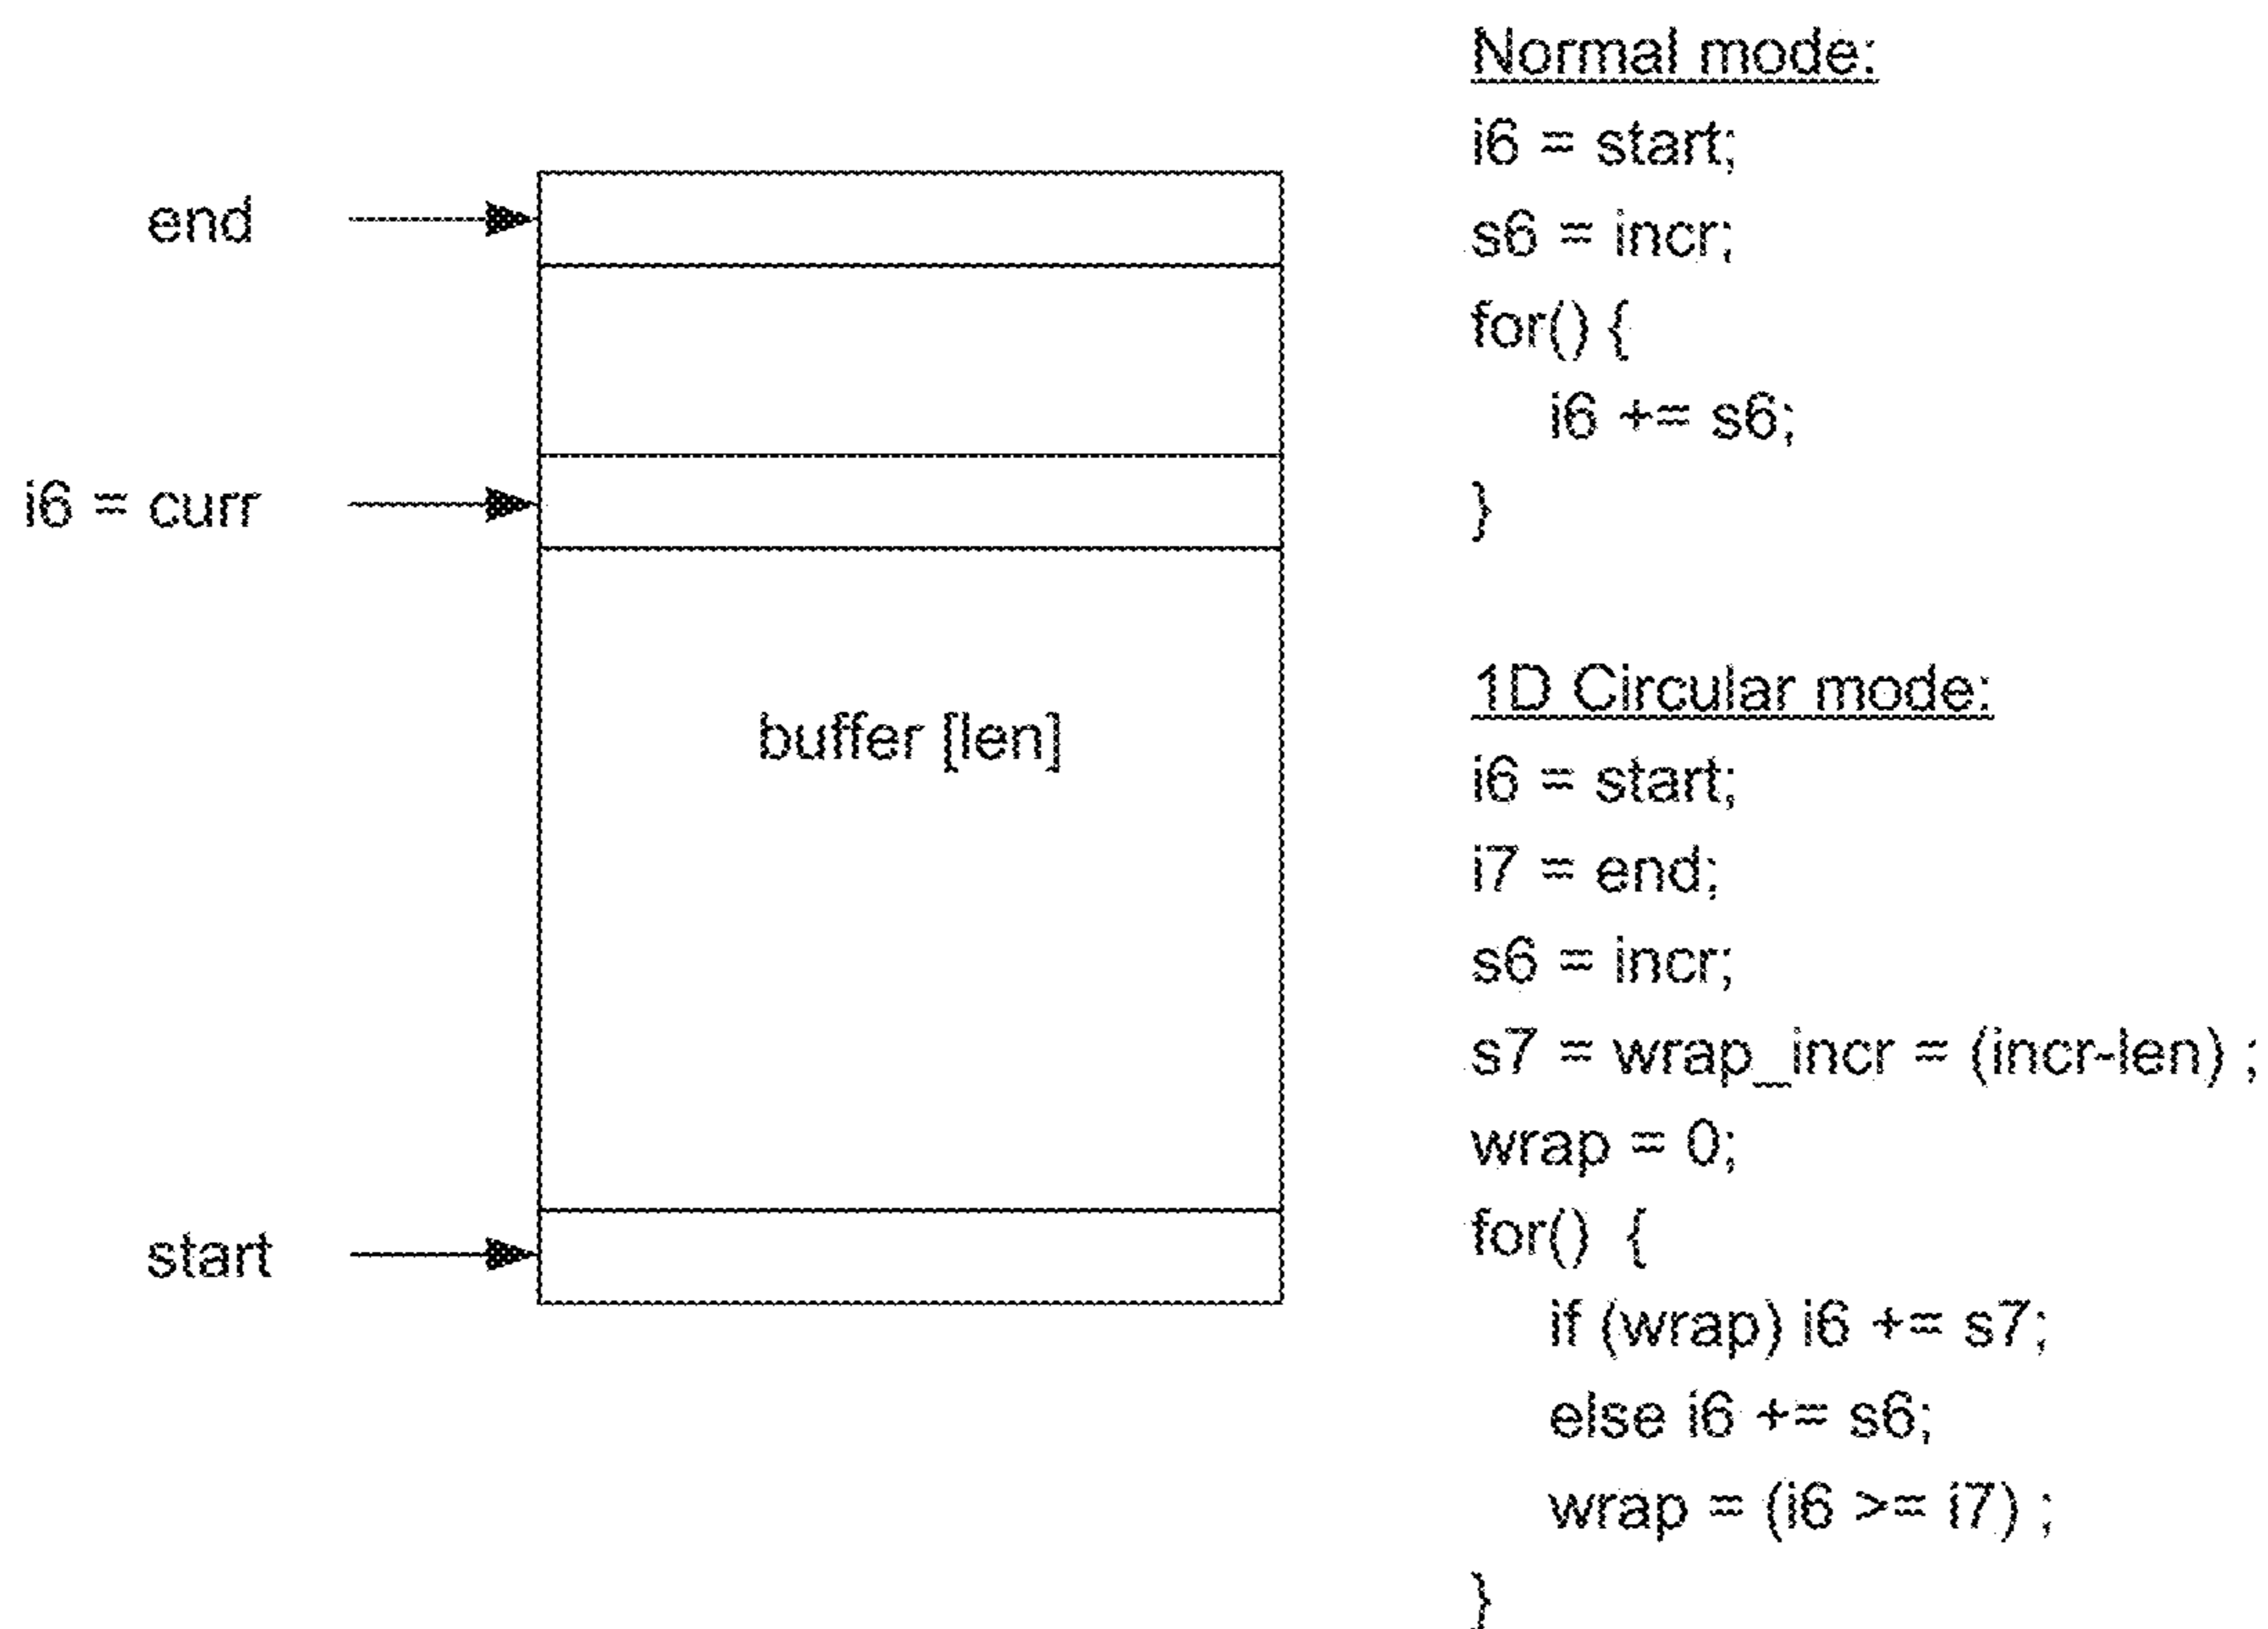 end
i6 = curr
buffer [len]
start
Normal mode:
i6 = start;
s6 = incr;
for() {
i6 += s6;
}
1D Circular mode:
i6 = start;
i7 = end;
s6 = incr;
s7 = wrap_incr = (incr-len) ;
wrap = 0;
for() {
if (wrap) i6 += s7;
else i6 += s6;
wrap = (i6 >= i7) ;
}